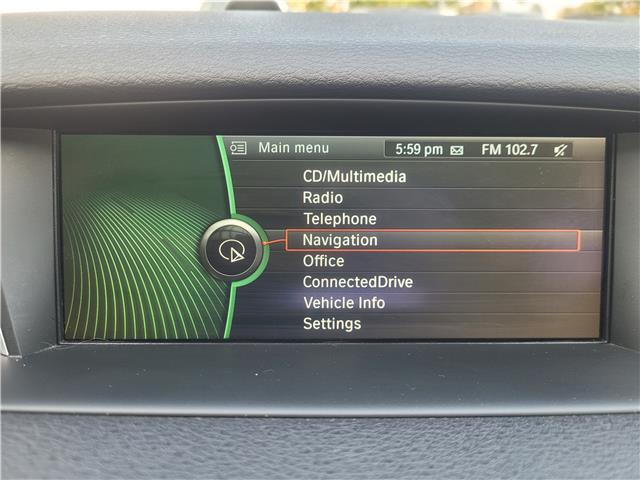 Main menu 5:59 pm FM 102.7
CD/Multimedia
Radio
Telephone
Navigation
Office
ConnectedDrive
Vehicle Info
Settings